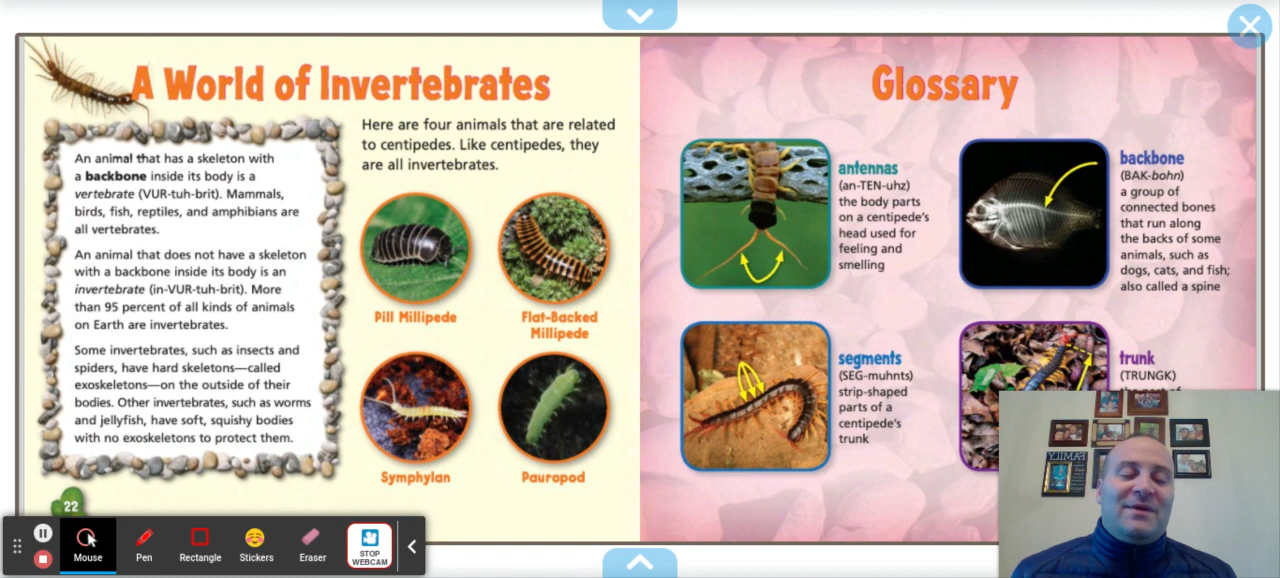 A World of Invertebrates
An animal that has a skeleton with
a backbone inside its body is a
vertebrate (VUR-tuh-brit). Mammals,
birds, fish, reptiles, and amphibians are
all vertebrates.
An animal that does not have a skeleton
with a backbone inside its body is an
invertebrate (in-VUR-tuh-brit). More
than 95 percent of all kinds of animals
on Earth are invertebrates.
Some invertebrates, such as insects and
spiders, have hard skeletons—called
exoskeletons—on the outside of their
bodies. Other invertebrates, such as worms
and jellyfish, have soft, squishy bodies
with no exoskeletons to protect them.
Here are four animals that are related
to centipedes. Like centipedes, they
are all invertebrates.
Pill Millipede
Flat-Backed
Millipede
Symphylan
Pauropod
22
Glossary
antennas
(an-TEN-uhz)
the body parts
on a centipede's
head used for
feeling and
smelling
backbone
(BAK-bohn)
a group of
connected bones
that run along
the backs of some
animals, such as
dogs, cats, and fish;
also called a spine
segments
(SEG-muhnts)
strip-shaped
parts of a
centipede's
trunk
trunk
(TRUNGK)
FAMILY
Mouse
Pen
Rectangle
Stickers
Eraser
STOP
WEBCAM